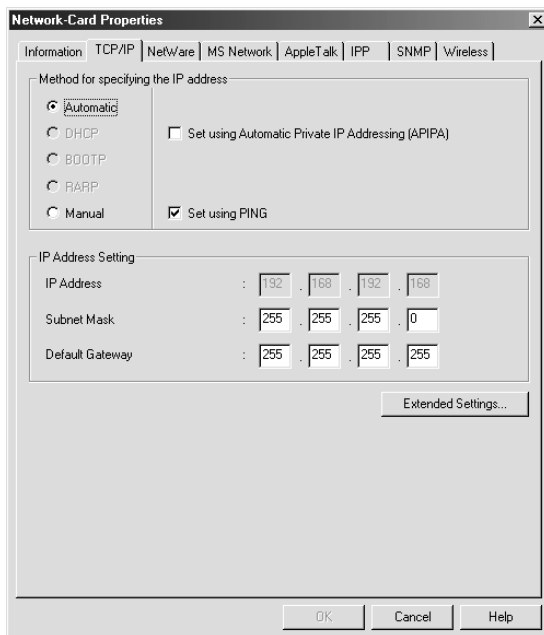 Network-Card Properties
Information TCP/IP NetWare MS Network AppleTalk IPP SNMP Wireless
Method for specifying the IP address
Automatic
DHCP Set using Automatic Private IP Addressing (APIPA)
BOOTP
RARP
Manual Set using PING
IP Address Setting
IP Address : 192 . 168 . 192 . 168
Subnet Mask : 255 . 255 . 255 . 0
Default Gateway : 255 . 255 . 255 . 255
Extended Settings...
OK Cancel Help